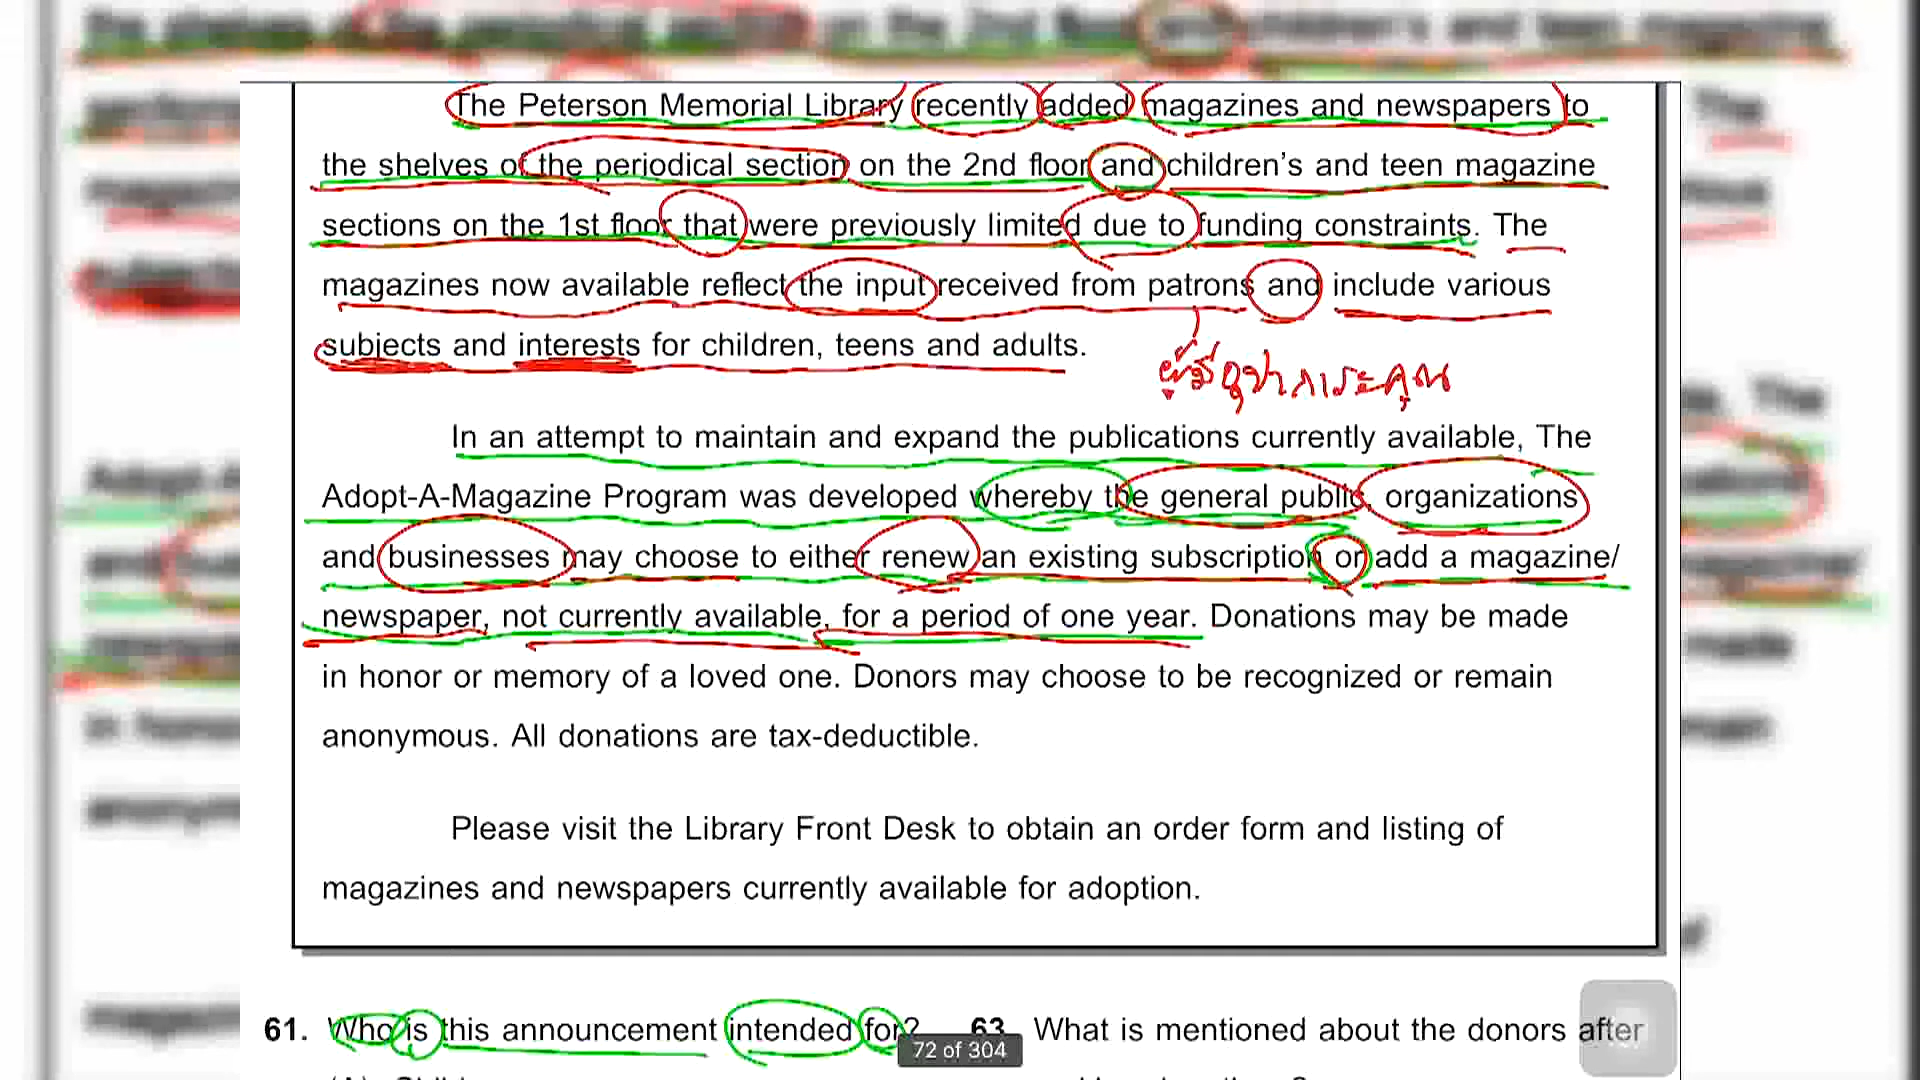 The Peterson Memorial Library recently added magazines and newspapers to
the shelves of the periodical section on the 2nd floor and children's and teen magazine
sections on the 1st floor that were previously limited due to funding constraints. The
magazines now available reflect the input received from patrons and include various
subjects and interests for children, teens and adults.
In an attempt to maintain and expand the publications currently available, The
Adopt-A-Magazine Program was developed whereby the general public, organizations
and businesses may choose to either renew an existing subscription or add a magazine/
newspaper, not currently available, for a period of one year. Donations may be made
in honor or memory of a loved one. Donors may choose to be recognized or remain
anonymous. All donations are tax-deductible.
Please visit the Library Front Desk to obtain an order form and listing of
magazines and newspapers currently available for adoption.
61. Who is this announcement intended for?
63. What is mentioned about the donors after
72 of 304